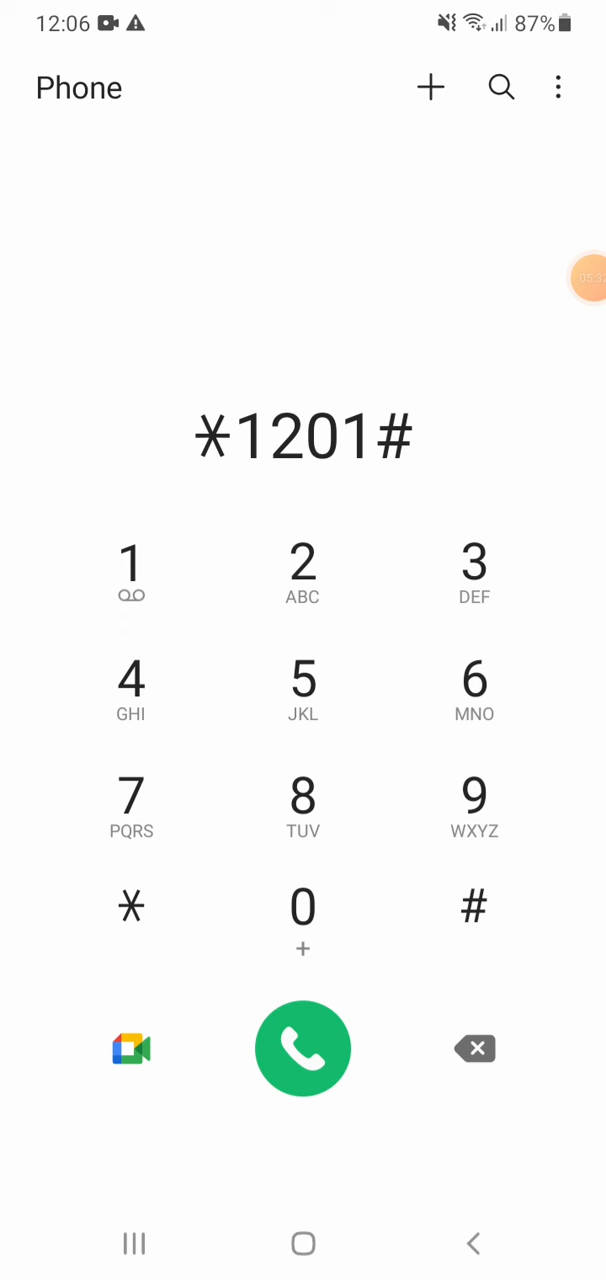 12:06 87%
Phone
*1201#
1 2 3
ABC DEF
4 5 6
GHI JKL MNO
7 8 9
PQRS TUV WXYZ
* 0 #
+